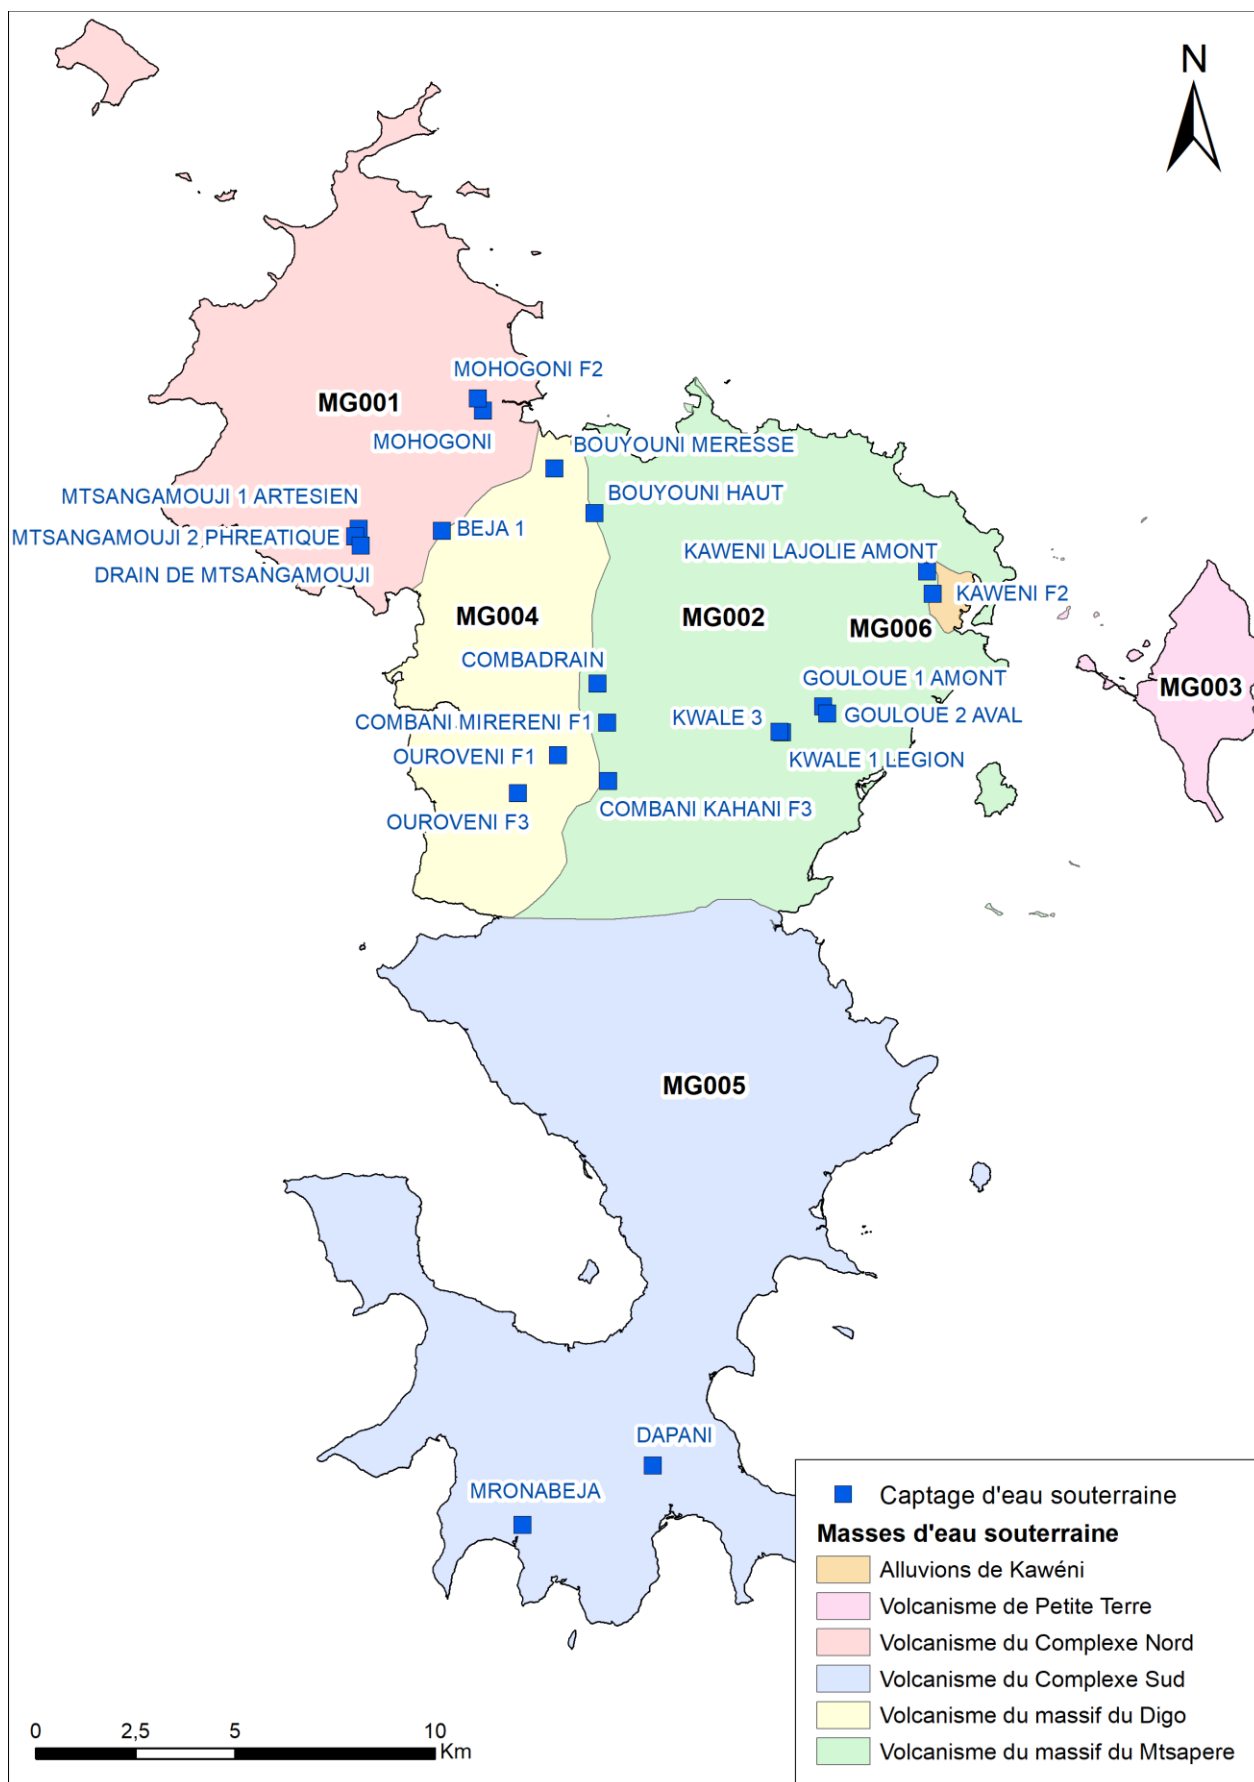 N
MOHOGONI F2
MG001
MOHOGONI
BOUYOUNI MERESSE
MTSANGAMOUJI 1 ARTESIEN
BOUYOUNI HAUT
MTSANGAMOUJI 2 PHREATIQUE
BEJA 1
KAWENI LAJOLIE AMONT
DRAIN DE MTSANGAMOUJI
KAWENI F2
MG004
MG002
MG006
COMBADRAIN
GOULOUE 1 AMONT
MG003
COMBANI MIRERENI F1
KWALE 3
GOULOUE 2 AVAL
OUROVENI F1
KWALE 1 LEGION
COMBANI KAHANI F3
OUROVENI F3
MG005
DAPANI
MRONABEJA
Captage d'eau souterraine
Masses d'eau souterraine
Alluvions de Kawéni
Volcanisme de Petite Terre
Volcanisme du Complexe Nord
Volcanisme du Complexe Sud
Volcanisme du massif du Digo
Volcanisme du massif du Mtsapere
0 2,5 5 10
Km